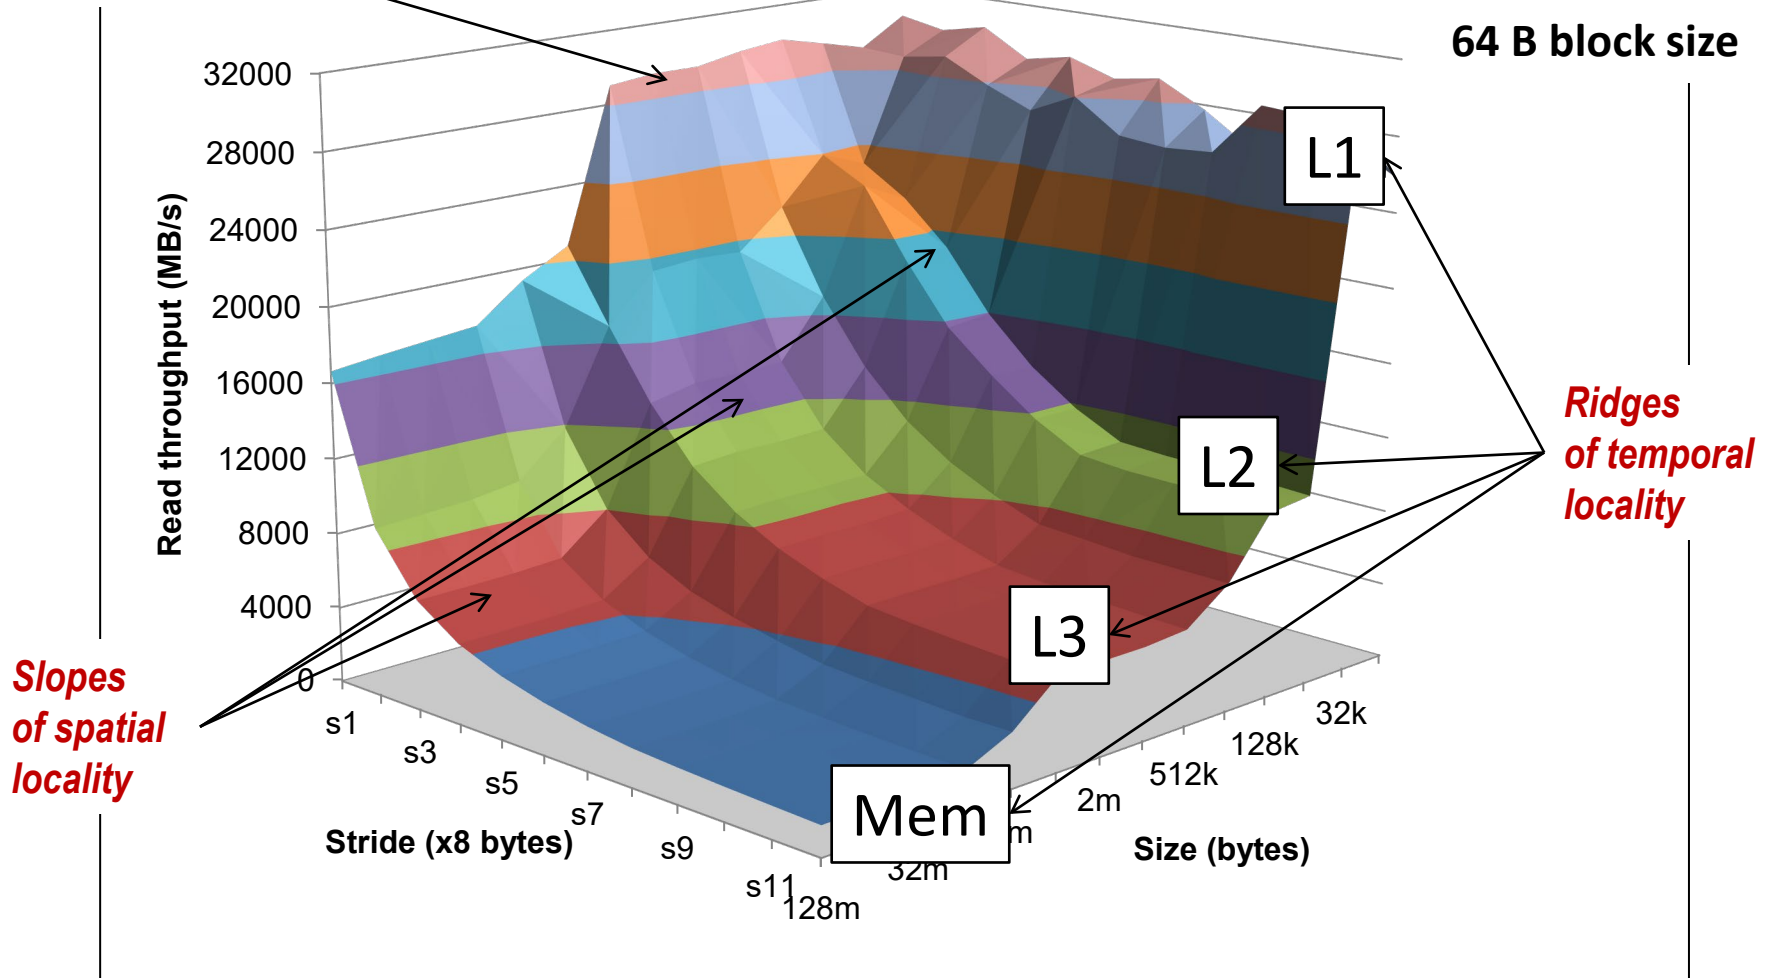 64 B block size
32000
28000
24000
20000
16000
12000
8000
4000
0
Read throughput (MB/s)
L1
L2
L3
Mem
Ridges
of temporal
locality
Slopes
of spatial
locality
s1
s3
s5
s7
s9
s11
Stride (x8 bytes)
32k
128k
512k
2m
m
32m
128m
Size (bytes)